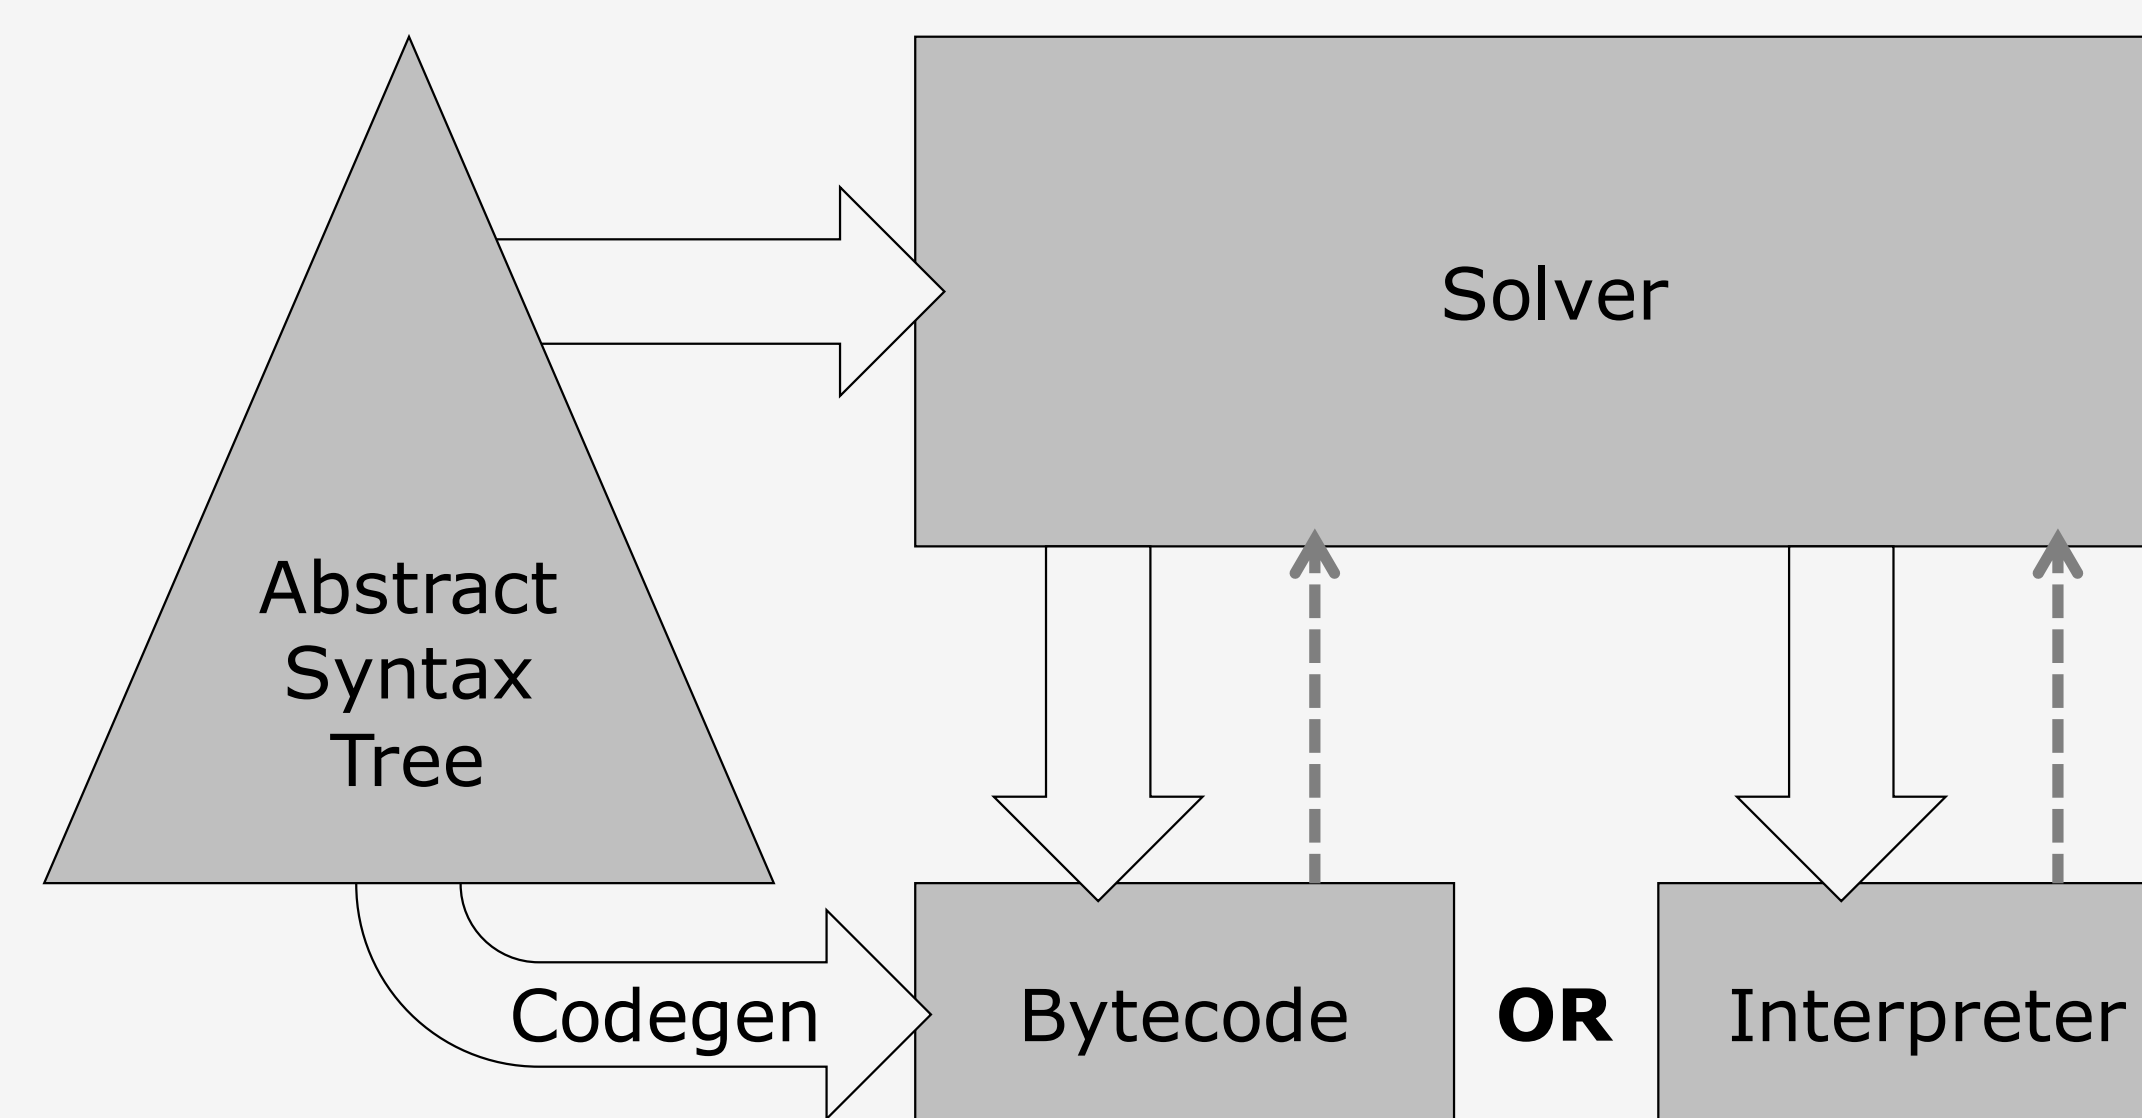 Solver
Abstract
Syntax
Tree
Codegen
Bytecode
OR
Interpreter